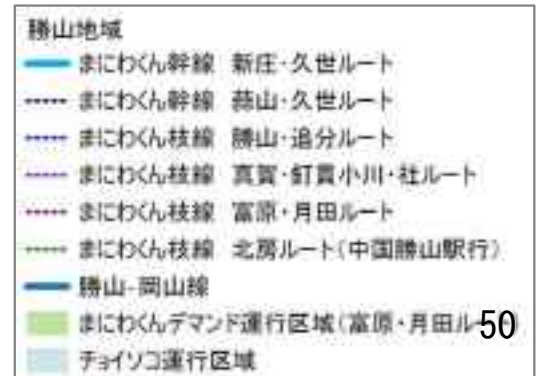 勝山地域
まにわくん幹線 新庄・久世ルート
まにわくん幹線 蒜山・久世ルート
まにわくん枝線 勝山・追分ルート
まにわくん枝線 真賀・釘貫小川・社ルート
まにわくん枝線 富原・月田ルート
まにわくん枝線 北房ルート(中国勝山駅行)
勝山-岡山線
まにわくんデマンド運行区域(富原・月田ル 50
チョイソコ運行区域